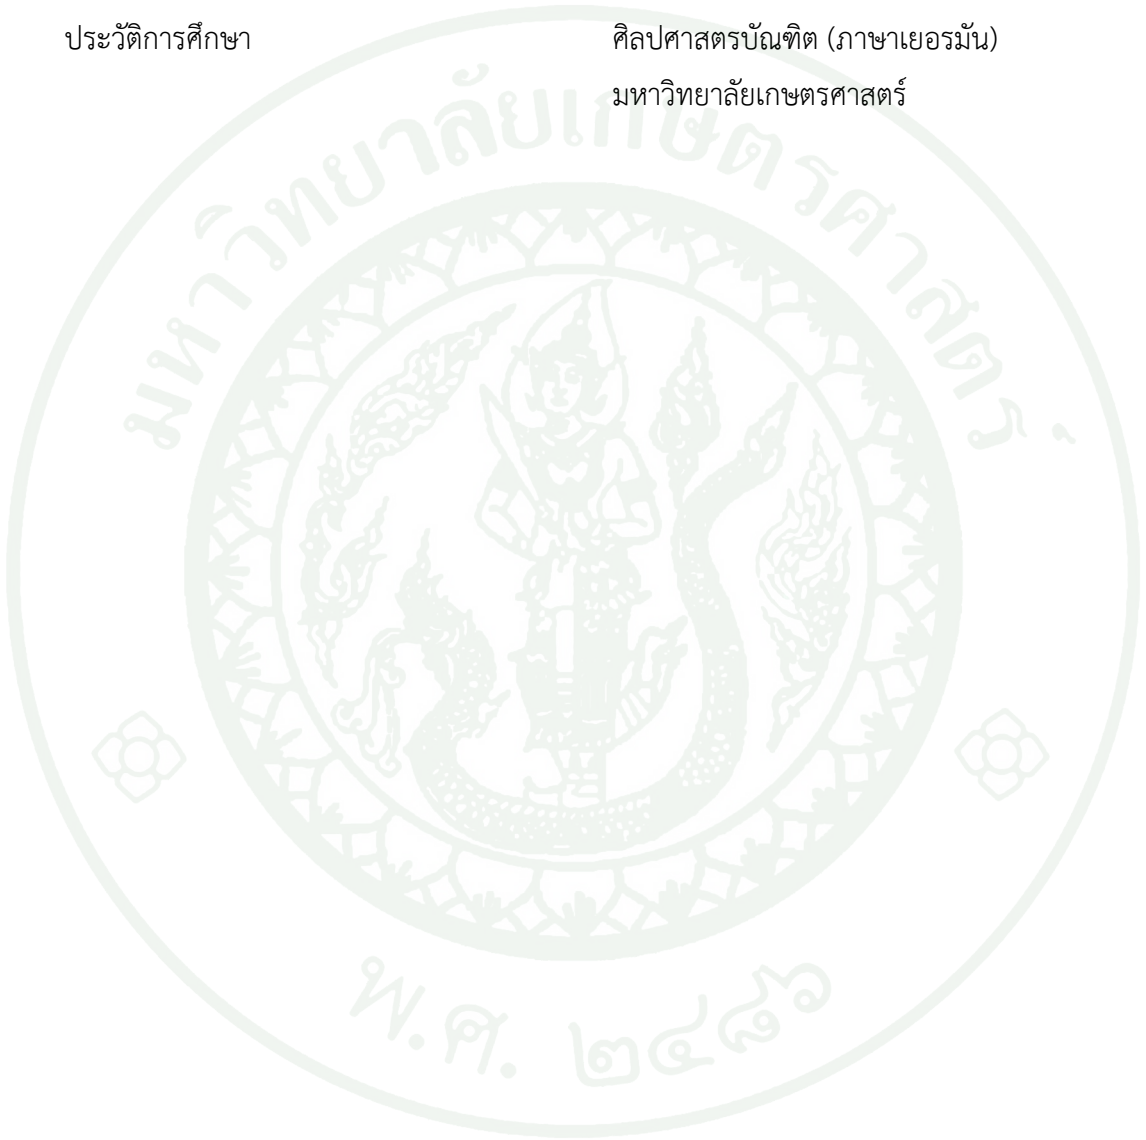 ประวัติการศึกษา ศิลปศาสตรบัณฑิต (ภาษาเยอรมัน)
มหาวิทยาลัยเกษตรศาสตร์
มหาวิทยาลัยเกษตรศาสตร์
พ.ศ. ๒๔๘๖